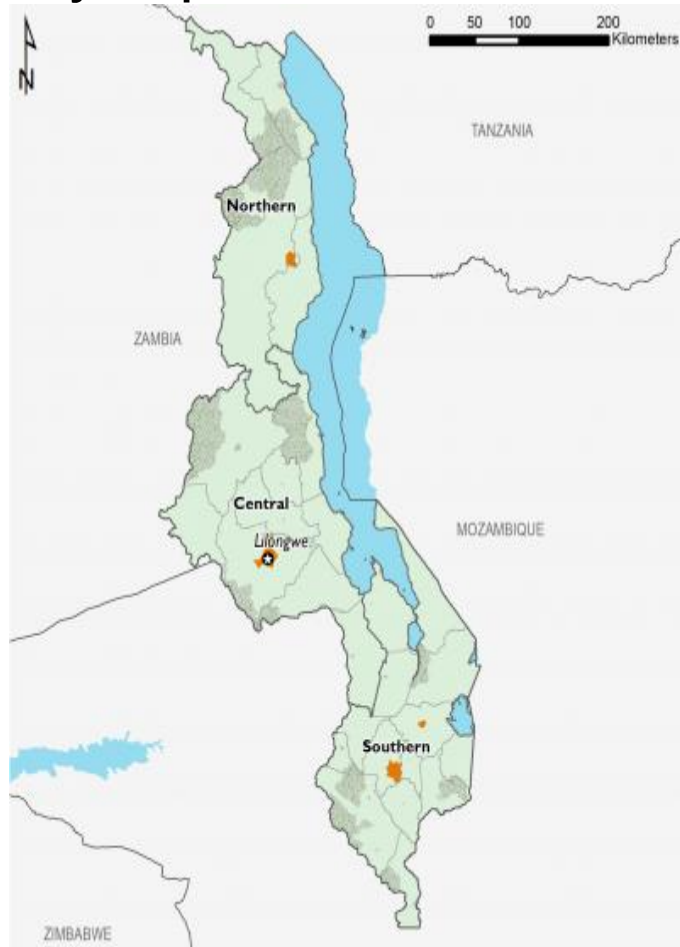 0 50 100 200
Kilometers
N
TANZANIA
Northern
ZAMBIA
Central
Lilongwe
MOZAMBIQUE
Southern
ZIMBABWE